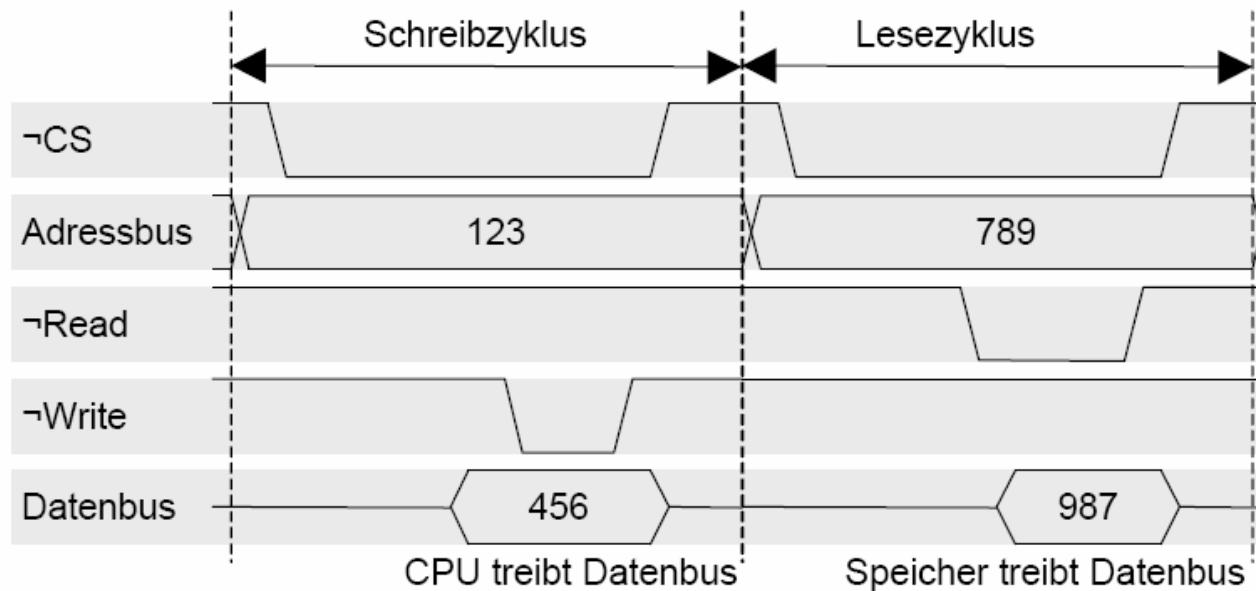 Schreibzyklus Lesezyklus
¬CS
Adressbus 123 789
¬Read
¬Write
Datenbus 456 987
CPU treibt Datenbus Speicher treibt Datenbus